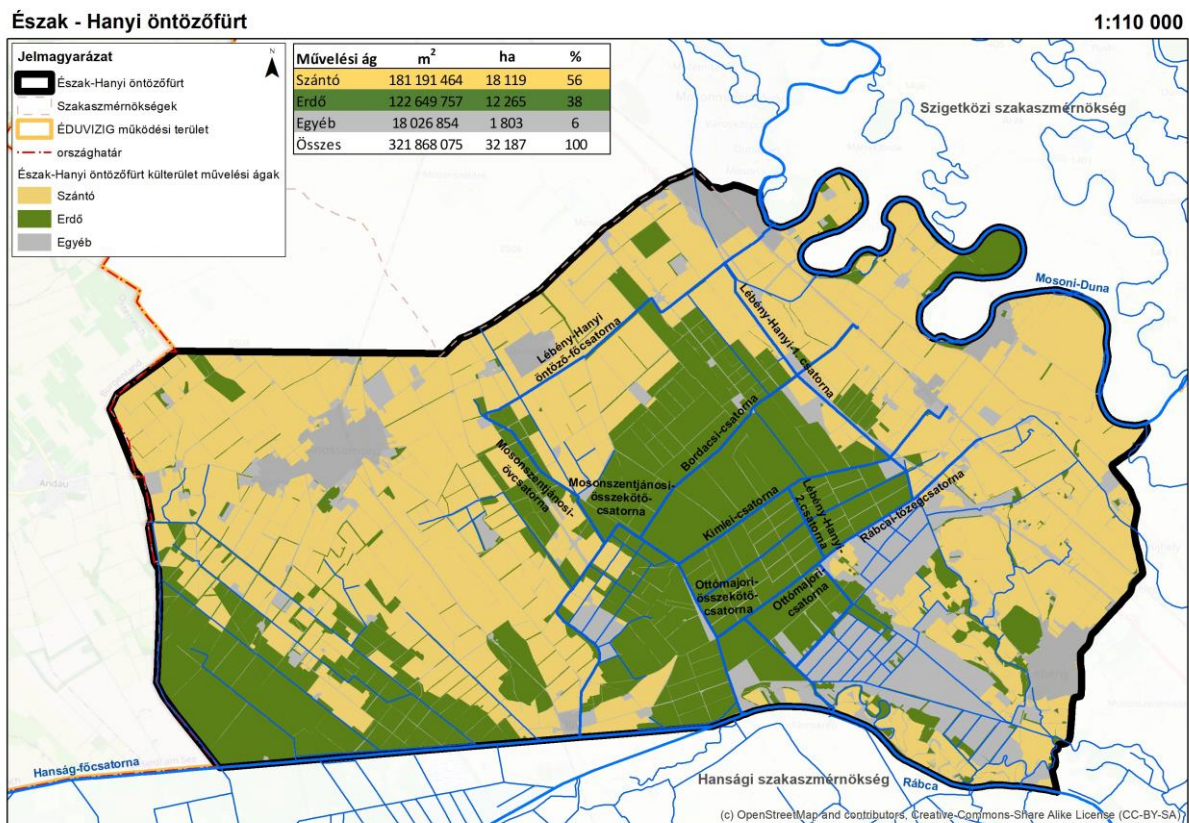 Észak - Hanyi öntözőfürt
1:110 000
Jelmagyarázat
N
Észak-Hanyi öntözőfürt
Szakaszmérnökségek
ÉDUVIZIG működési terület
országhatár
Észak-Hanyi öntözőfürt külterület művelési ágak
Szántó
Erdő
Egyéb
Művelési ág m² ha %
Szántó 181 191 464 18 119 56
Erdő 122 649 757 12 265 38
Egyéb 18 026 854 1 803 6
Összes 321 868 075 32 187 100
Szigetközi szakaszmérnökség
Mosoni-Duna
Lébény-Hanyi
öntöző-főcsatorna
Lébény-Hanyi-1. csatorna
Bordacsi-csatorna
Mosonszentjánosi-
övcsatorna
Mosonszentjánosi-
összekötő-
csatorna
Kimlei-csatorna
Lébény-Hanyi-
2.csatorna
Rábcai-tőzegcsatorna
Ottómajori-
összekötő-
csatorna
Ottómajori-
csatorna
Andau
Hanság-főcsatorna
Hansági szakaszmérnökség
Rábca
(c) OpenStreetMap and contributors, Creative-Commons-Share Alike License (CC-BY-SA)